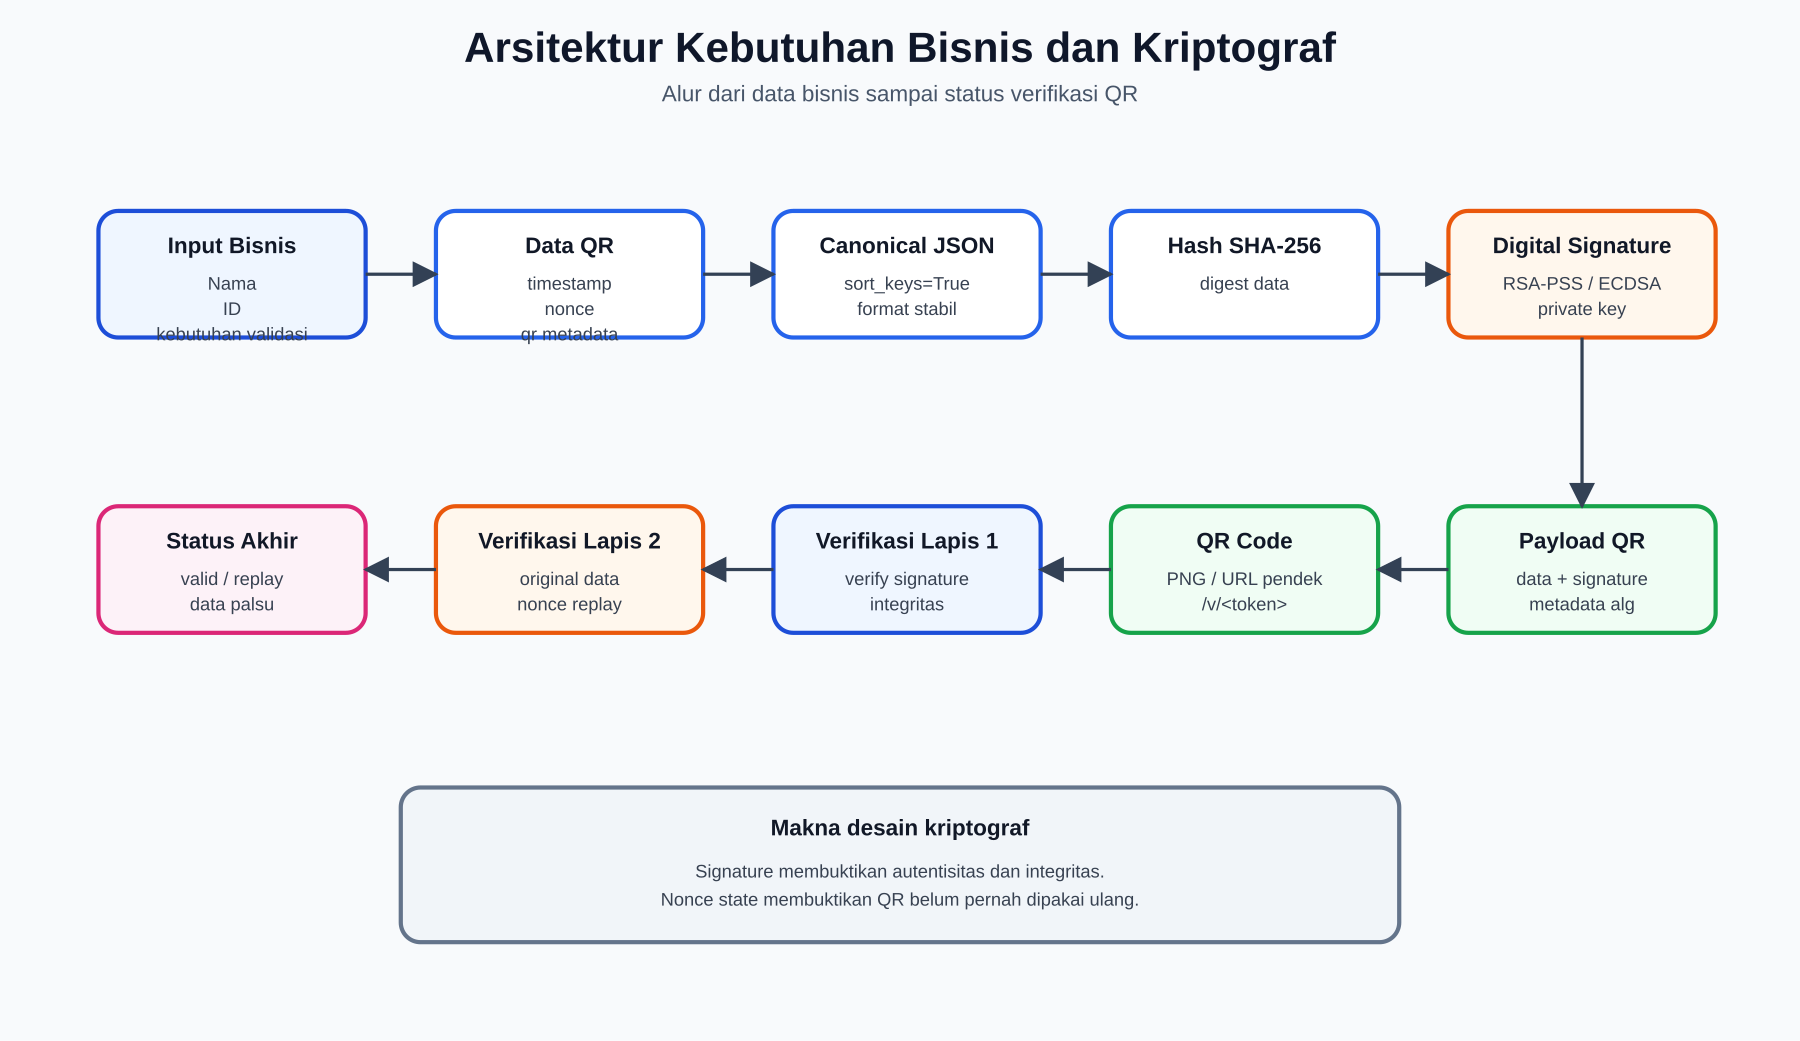 Arsitektur Kebutuhan Bisnis dan Kriptograf
Alur dari data bisnis sampai status verifikasi QR
Input Bisnis
Nama
ID
kebutuhan validasi
Data QR
timestamp
nonce
qr metadata
Canonical JSON
sort_keys=True
format stabil
Hash SHA-256
digest data
Digital Signature
RSA-PSS / ECDSA
private key
Status Akhir
valid / replay
data palsu
Verifikasi Lapis 2
original data
nonce replay
Verifikasi Lapis 1
verify signature
integritas
QR Code
PNG / URL pendek
/v/<token>
Payload QR
data + signature
metadata alg
Makna desain kriptograf
Signature membuktikan autentisitas dan integritas.
Nonce state membuktikan QR belum pernah dipakai ulang.